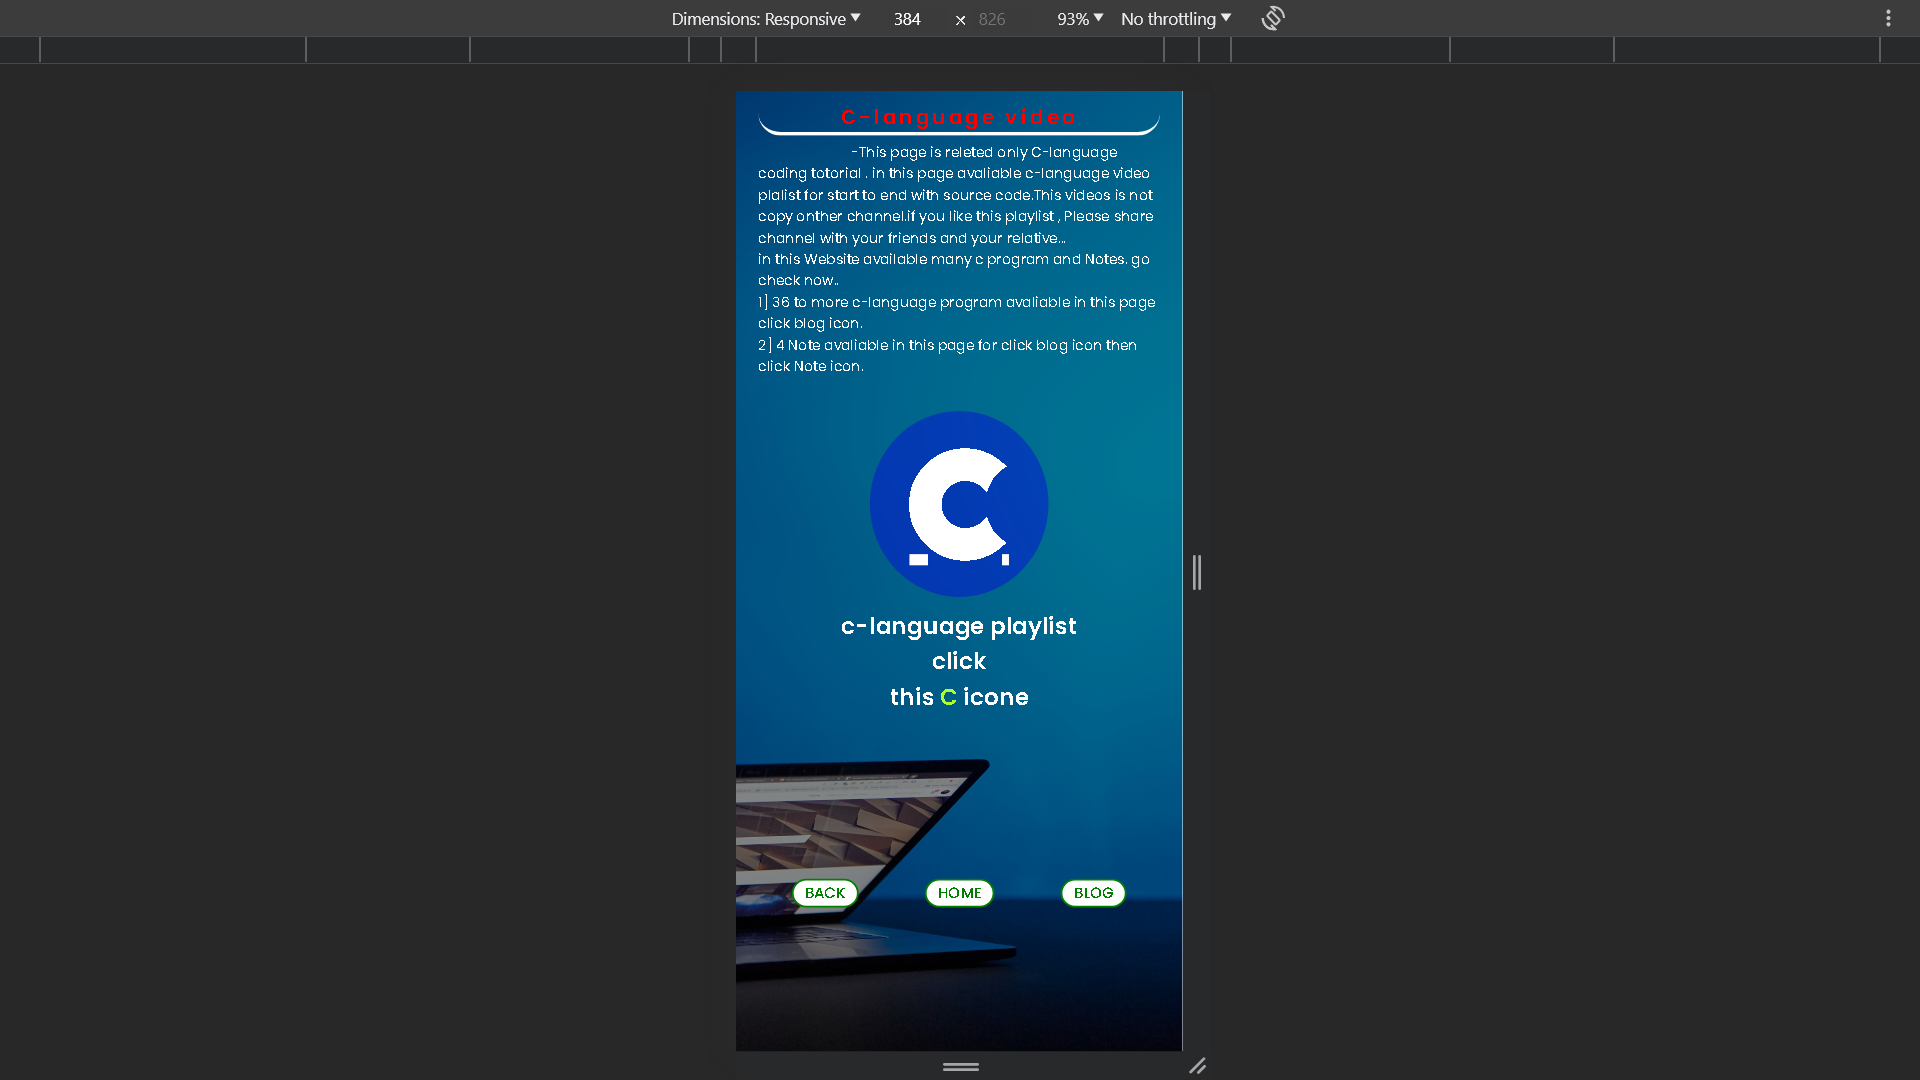 Dimensions: Responsive 384 × 826 93% No throttling
C-language video
-This page is releted only C-language
coding totorial . in this page avaliable c-language video
plalist for start to end with source code.This videos is not
copy onther channel.if you like this playlist , Please share
channel with your friends and your relative...
in this Website available many c program and Notes. go
check now..
1] 36 to more c-language program avaliable in this page
click blog icon.
2] 4 Note avaliable in this page for click blog icon then
click Note icon.
C
c-language playlist
click
this C icone
BACK HOME BLOG